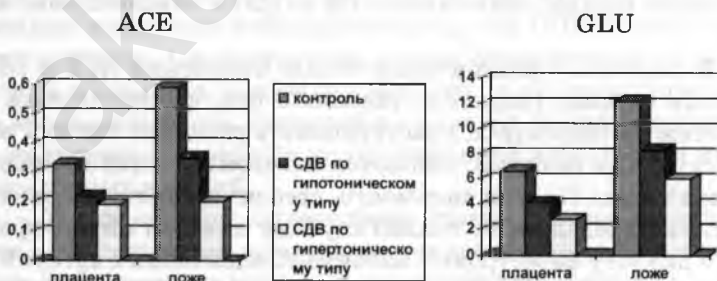 ACE
GLU
0,6
0,5
0,4
0,3
0,2
0,1
0
плацента ложе
контроль
СДВ по
гипотоническом
у типу
СДВ по
гипертоническо
му типу
14
12
10
8
6
4
2
0
плацента ложе